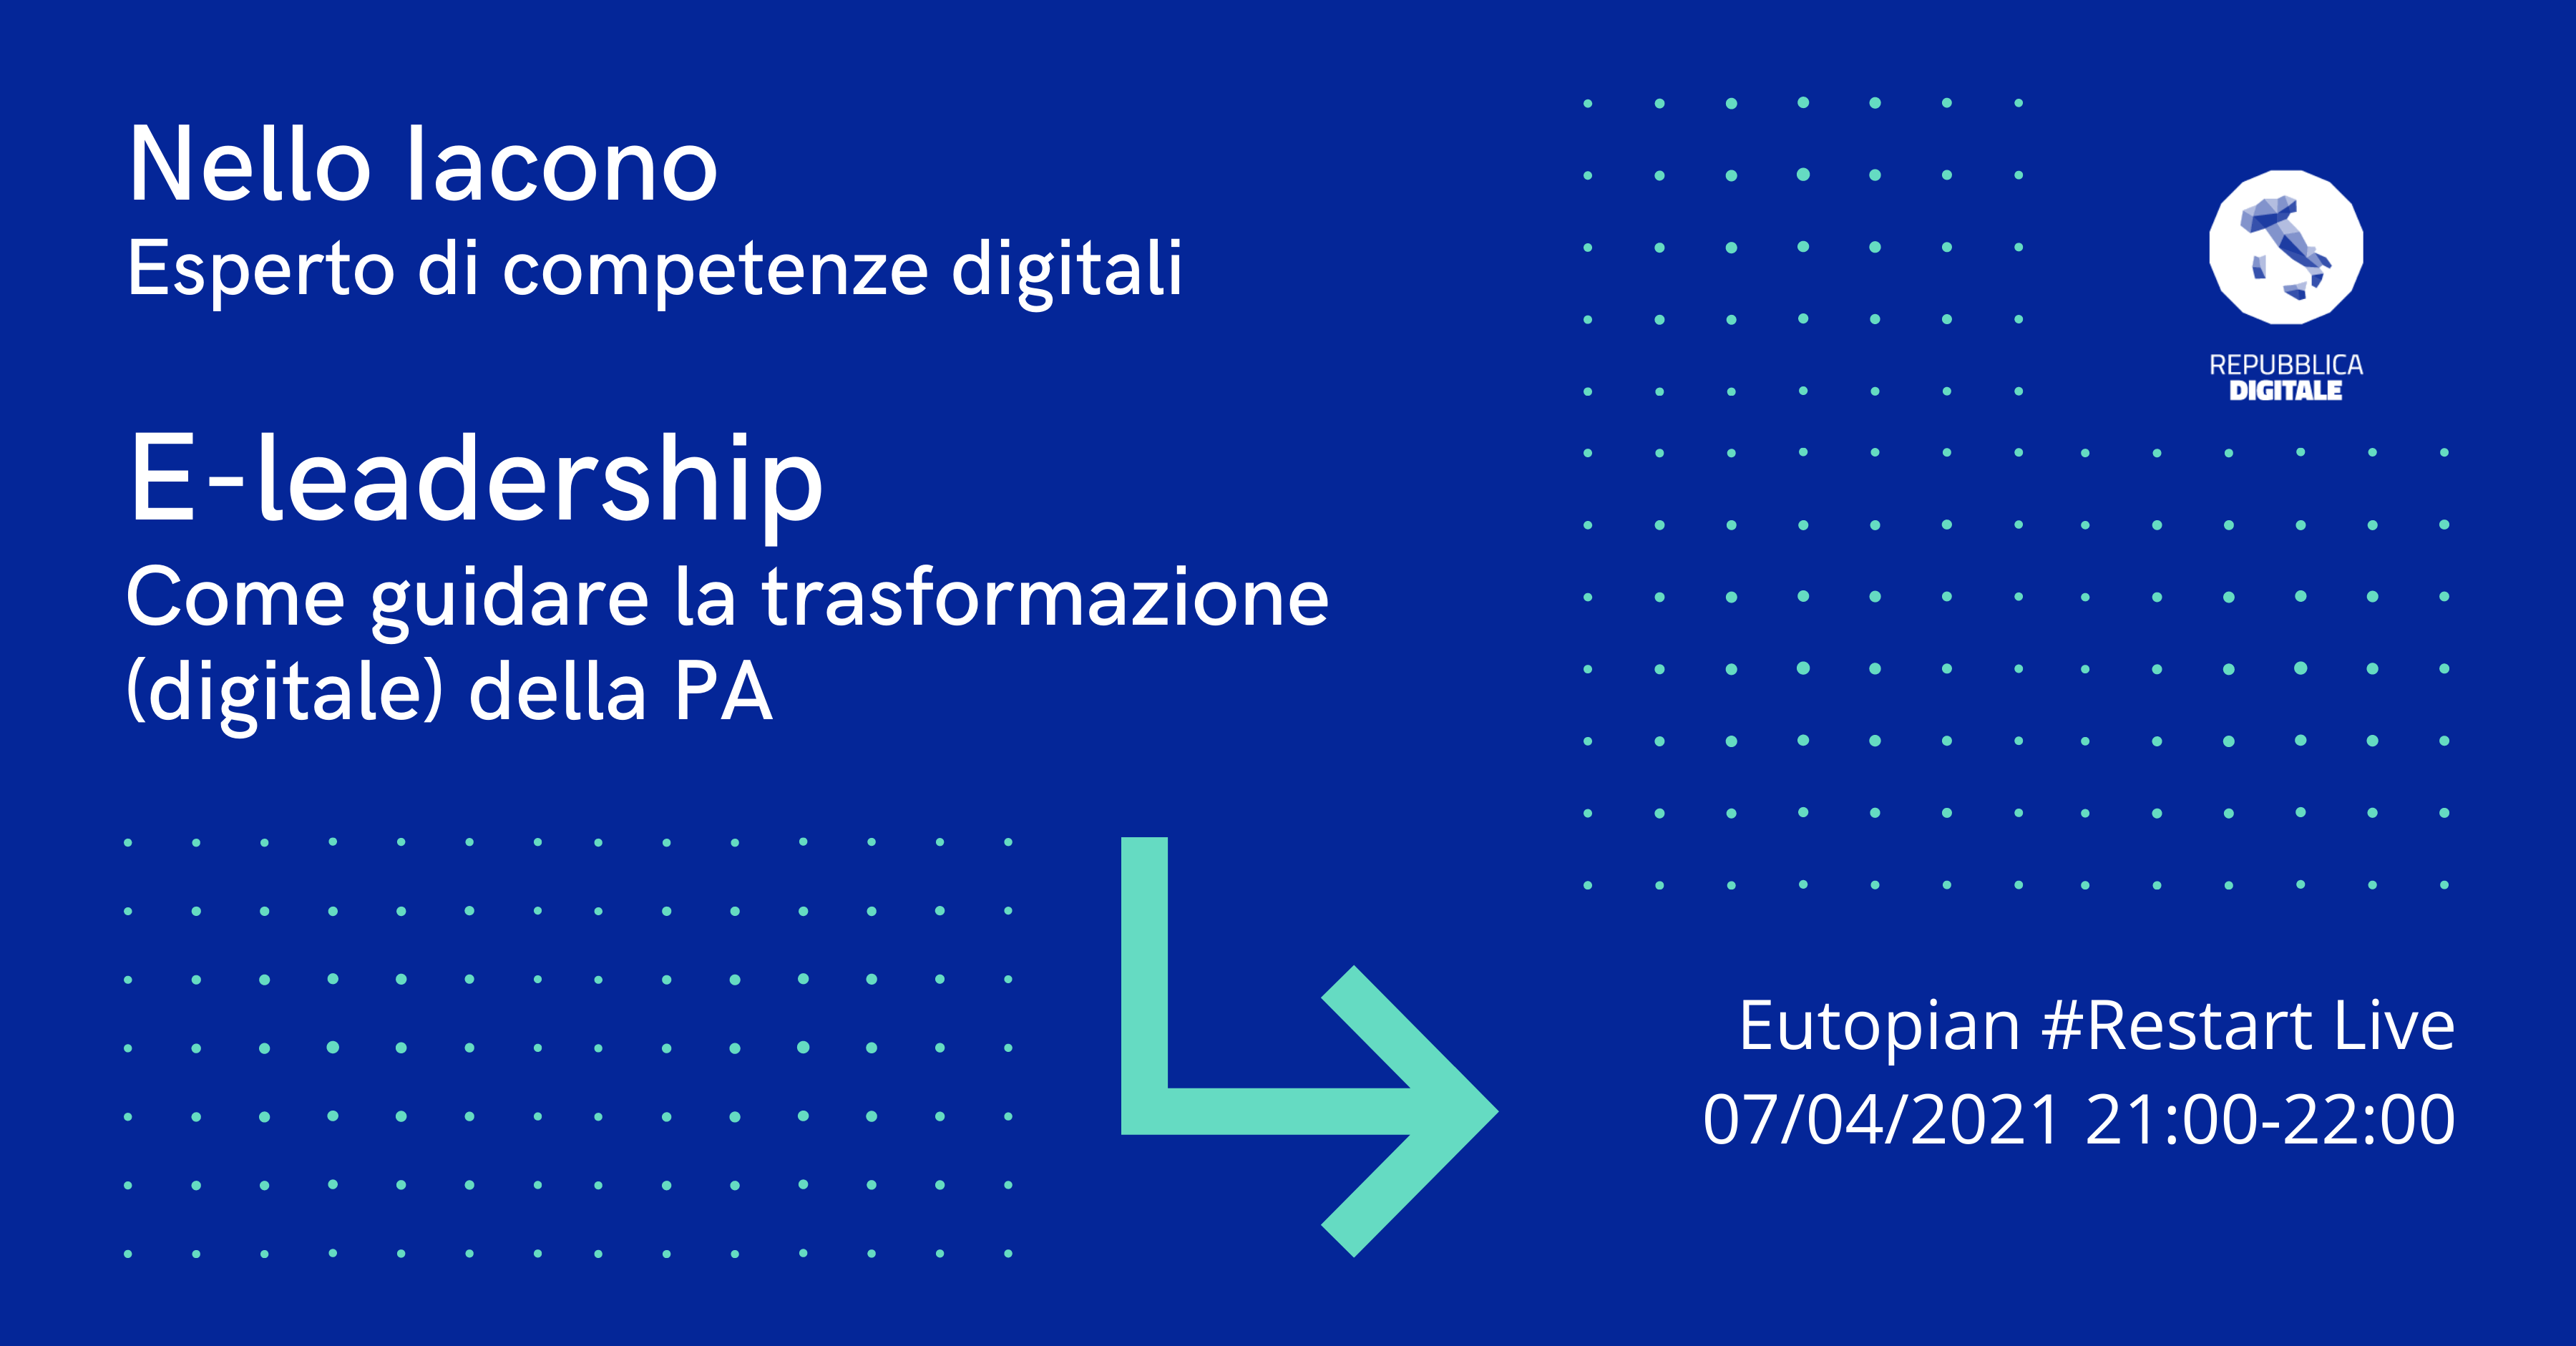 Nello Iacono
Esperto di competenze digitali
E-leadership
Come guidare la trasformazione
(digitale) della PA
REPUBBLICA
DIGITALE
Eutopian #Restart Live
07/04/2021 21:00-22:00